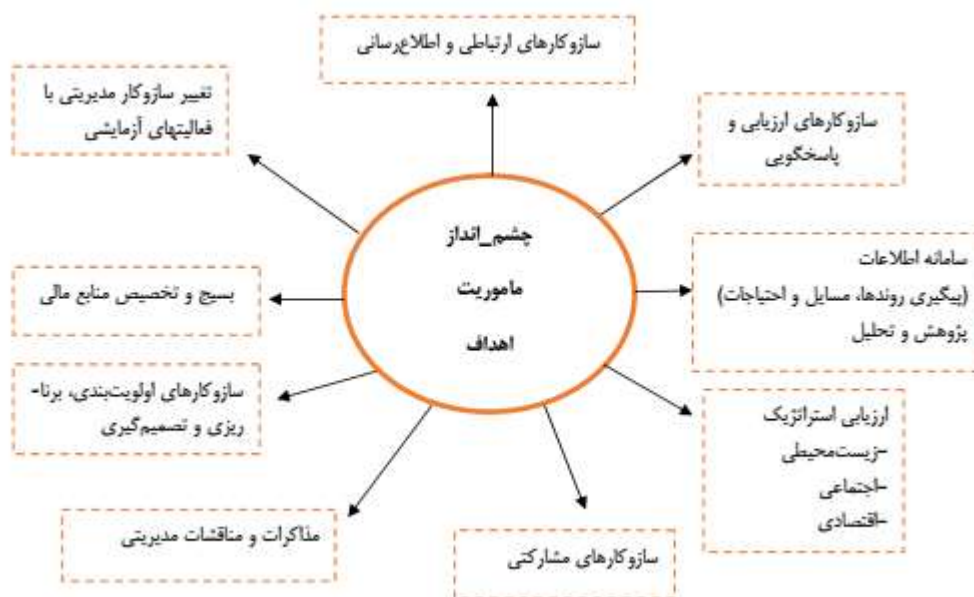 سازوکارهای ارتباطی و اطلاع‌رسانی
سازوکارهای ارزیابی و
پاسخگویی
تغییر سازوکار مدیریتی با
فعالیتهای آزمایشی
چشم_انداز
ماموریت
اهداف
سامانه اطلاعات
(پیگیری روندها، مسایل و احتیاجات)
پژوهش و تحلیل
بسیج و تخصیص منابع مالی
ارزیابی استراتژیک
-زیست‌محیطی
-اجتماعی
-اقتصادی
سازوکارهای اولویت‌بندی، برنا-
ریزی و تصمیم‌گیری
سازوکارهای مشارکتی
مذاکرات و مناقشات مدیریتی